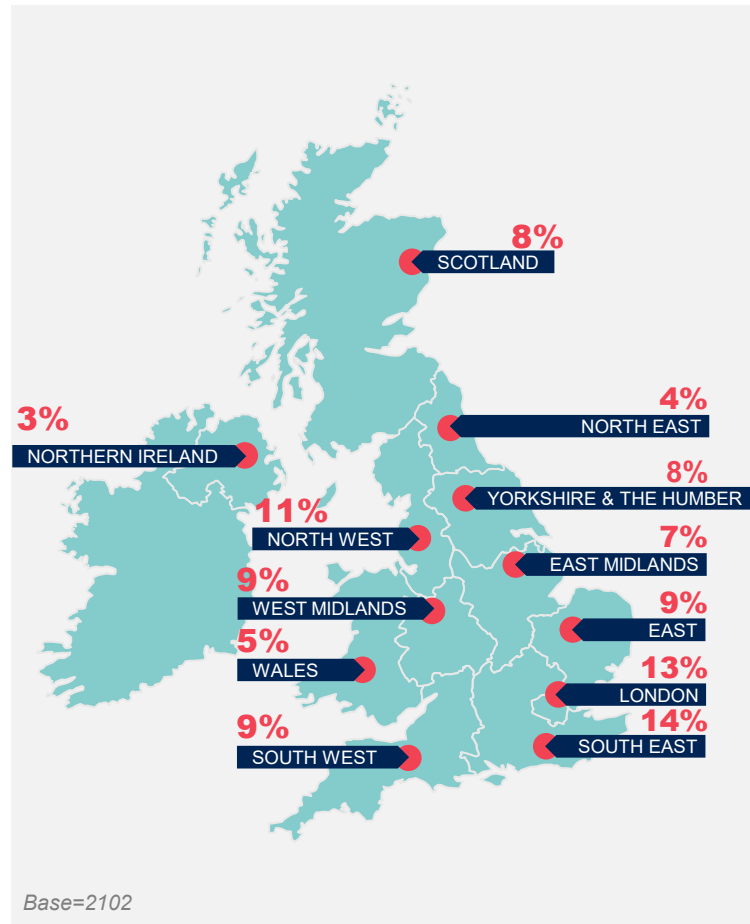 8%
SCOTLAND
4%
NORTH EAST
3%
NORTHERN IRELAND
8%
YORKSHIRE & THE HUMBER
11%
NORTH WEST
7%
EAST MIDLANDS
9%
WEST MIDLANDS
9%
EAST
5%
WALES
13%
LONDON
14%
SOUTH EAST
9%
SOUTH WEST
Base=2102